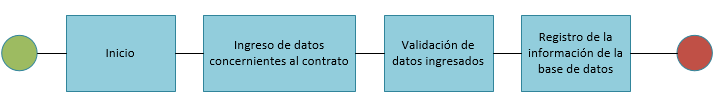 Inicio
Ingreso de datos
concernientes al contrato
Validación de
datos ingresados
Registro de la
información de la
base de datos